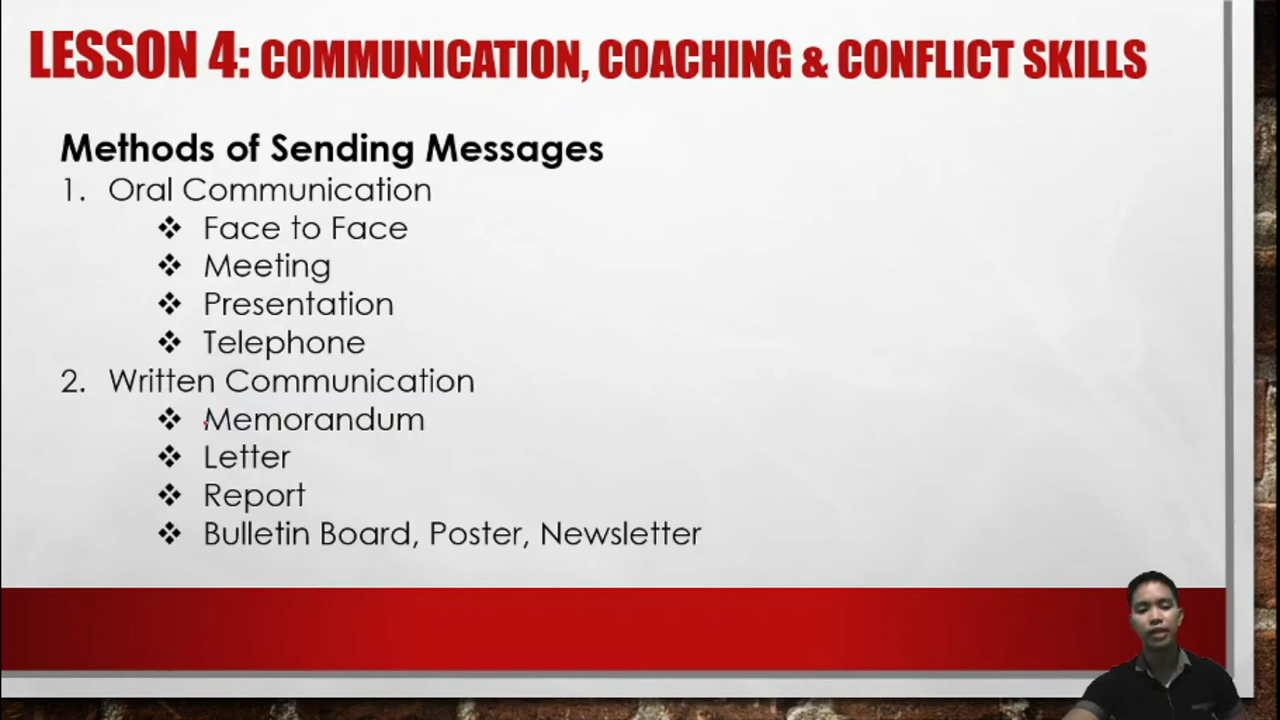 LESSON 4: COMMUNICATION, COACHING & CONFLICT SKILLS
Methods of Sending Messages
1. Oral Communication
❖ Face to Face
❖ Meeting
❖ Presentation
❖ Telephone
2. Written Communication
❖ Memorandum
❖ Letter
❖ Report
❖ Bulletin Board, Poster, Newsletter